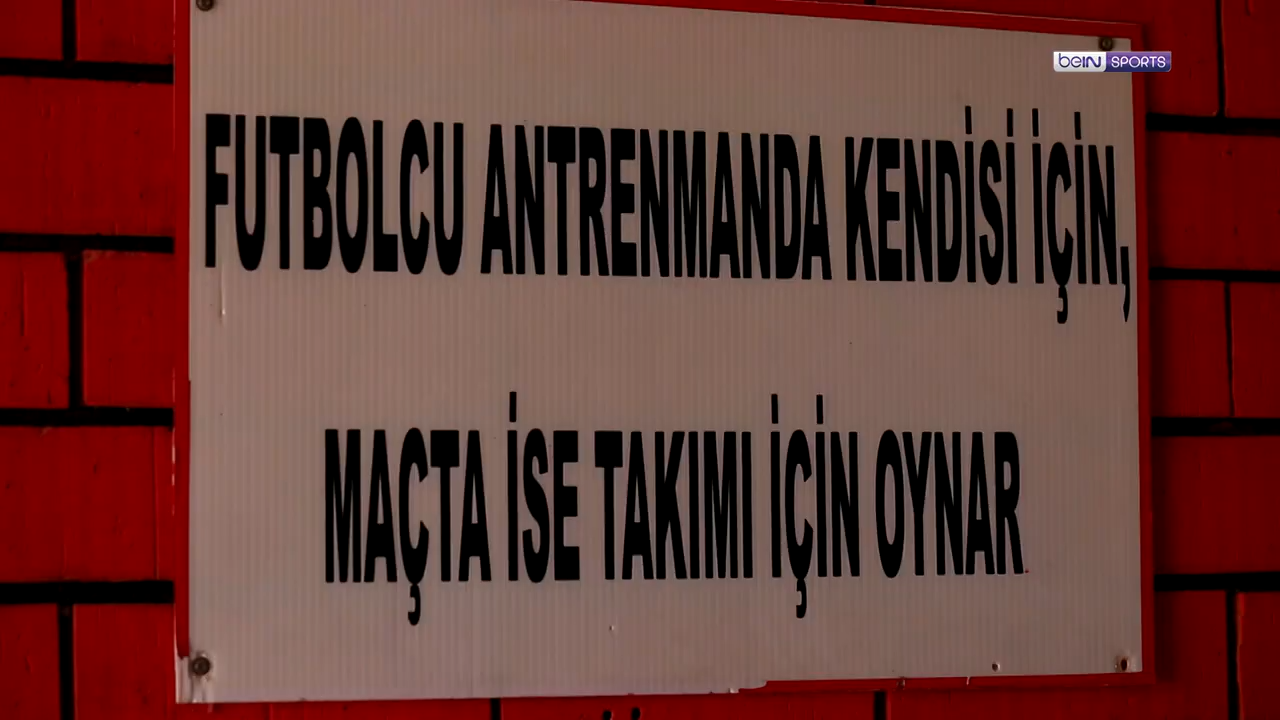 beIN SPORTS
FUTBOLCU ANTRENMANDA KENDİSİ İÇİN,
MAÇTA İSE TAKIMI İÇİN OYNAR